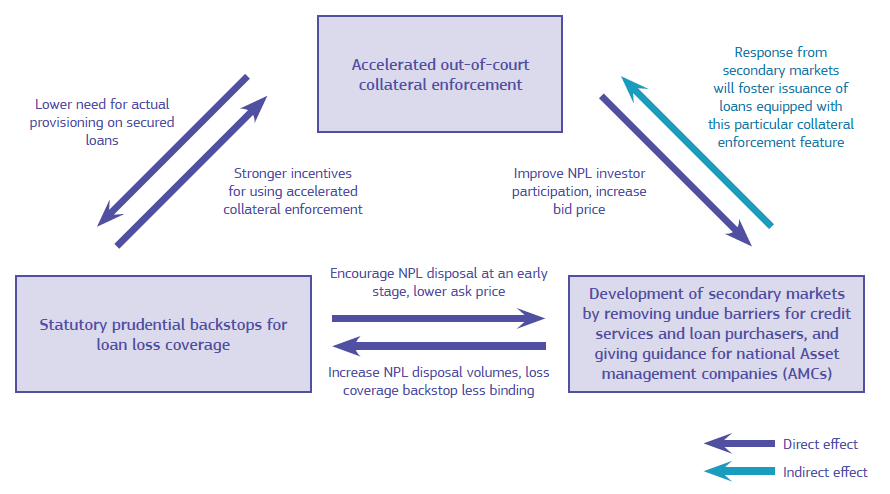 Accelerated out-of-court
collateral enforcement
Response from
secondary markets
will foster issuance of
loans equipped with
this particular collateral
enforcement feature
Lower need for actual
provisioning on secured
loans
Stronger incentives
for using accelerated
collateral enforcement
Improve NPL investor
participation, increase
bid price
Statutory prudential backstops for
loan loss coverage
Encourage NPL disposal at an early
stage, lower ask price
Increase NPL disposal volumes, loss
coverage backstop less binding
Development of secondary markets
by removing undue barriers for credit
services and loan purchasers, and
giving guidance for national Asset
management companies (AMCs)
Direct effect
Indirect effect